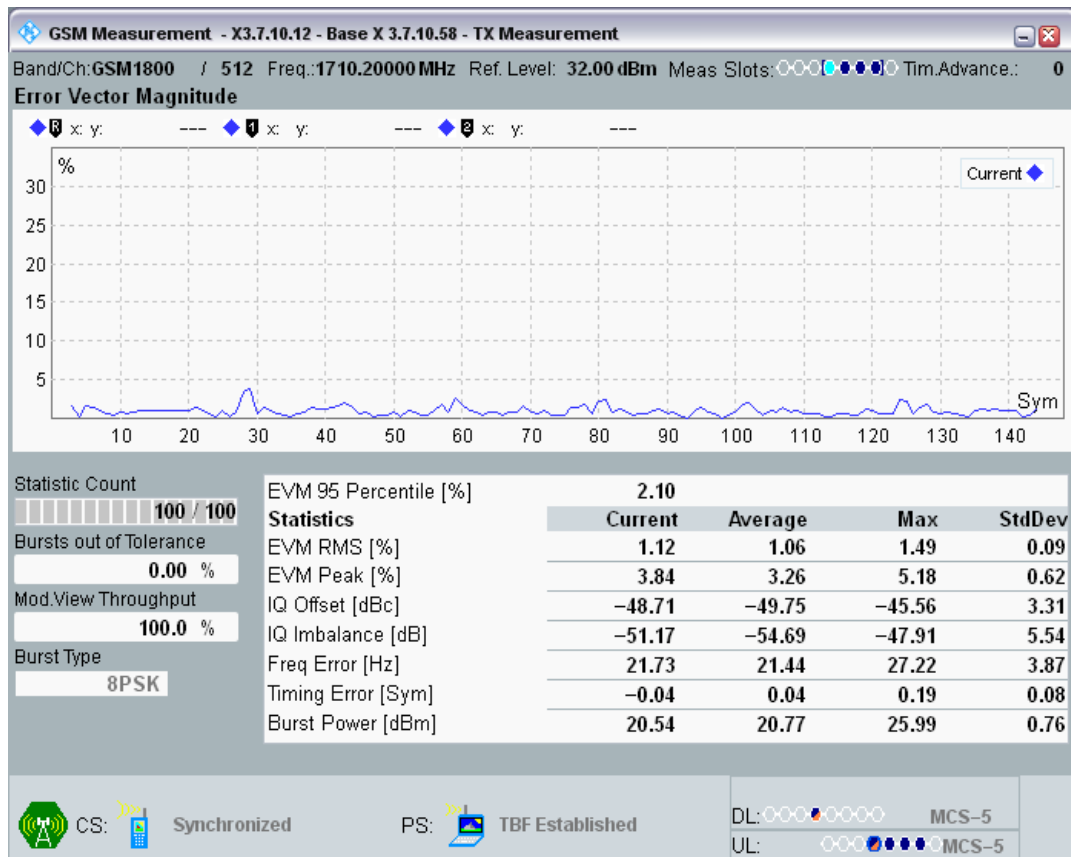 GSM Measurement - X3.7.10.12 - Base X 3.7.10.58 - TX Measurement
Band/Ch:GSM1800 / 512 Freq.:1710.20000 MHz Ref. Level: 32.00 dBm Meas Slots: Tim.Advance.: 0
Error Vector Magnitude
R x: y: --- 1 x: y: --- 2 x: y: ---
%
Current
30
25
20
15
10
5
Sym
10 20 30 40 50 60 70 80 90 100 110 120 130 140
Statistic Count
100 / 100
Bursts out of Tolerance
0.00 %
Mod.View Throughput
100.0 %
Burst Type
8PSK
EVM 95 Percentile [%] 2.10
Statistics Current Average Max StdDev
EVM RMS [%] 1.12 1.06 1.49 0.09
EVM Peak [%] 3.84 3.26 5.18 0.62
IQ Offset [dBc] −48.71 −49.75 −45.56 3.31
IQ Imbalance [dB] −51.17 −54.69 −47.91 5.54
Freq Error [Hz] 21.73 21.44 27.22 3.87
Timing Error [Sym] −0.04 0.04 0.19 0.08
Burst Power [dBm] 20.54 20.77 25.99 0.76
CS: Synchronized PS: TBF Established
DL: MCS−5
UL: MCS−5